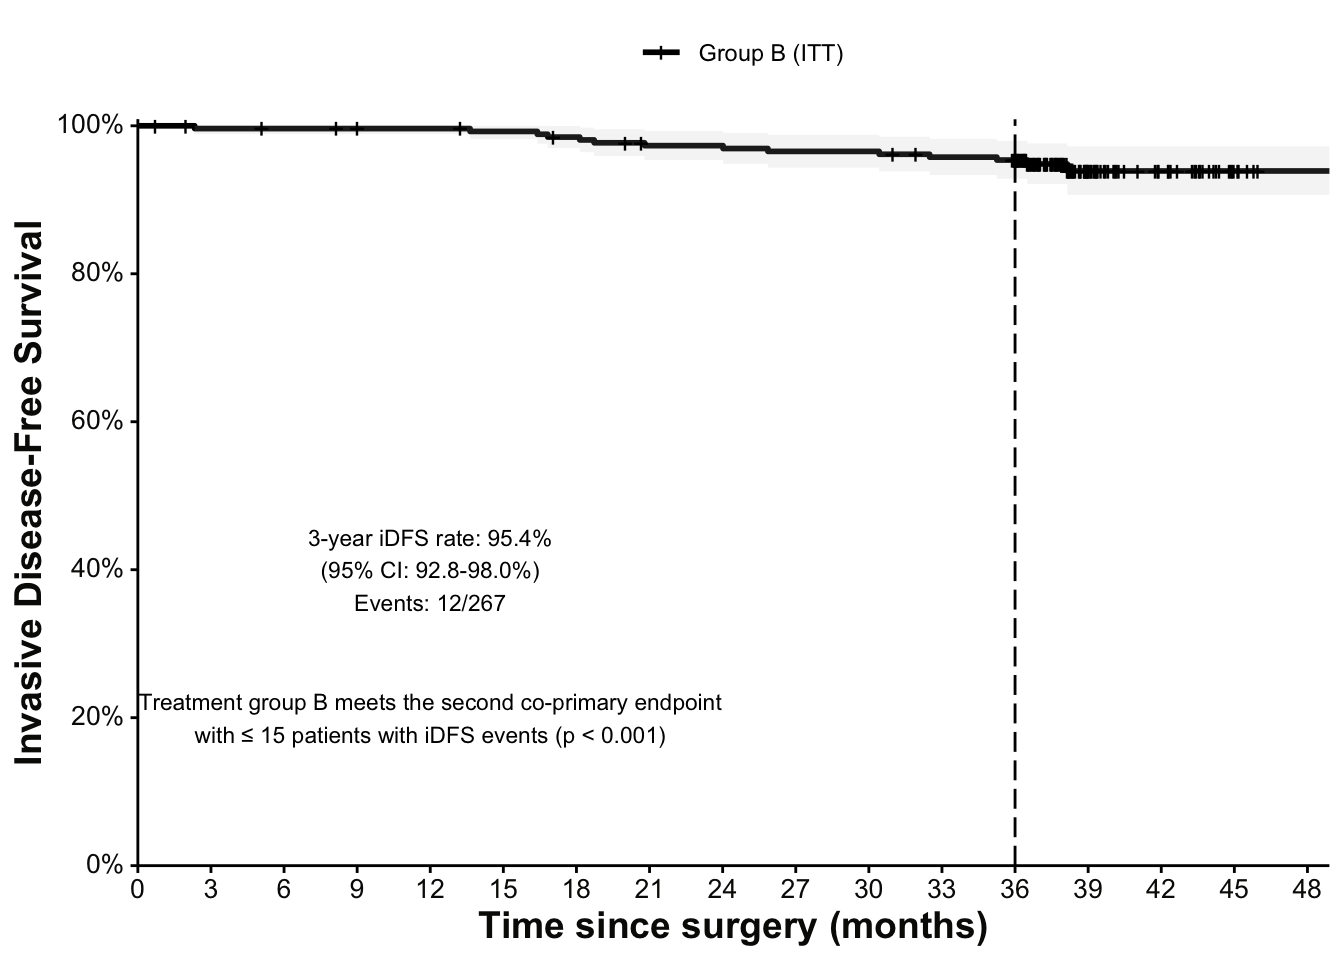 Group B (ITT)
100%
80%
60%
40%
20%
0%
Invasive Disease-Free Survival
3-year iDFS rate: 95.4%
(95% CI: 92.8-98.0%)
Events: 12/267
Treatment group B meets the second co-primary endpoint
with ≤ 15 patients with iDFS events (p < 0.001)
0 3 6 9 12 15 18 21 24 27 30 33 36 39 42 45 48
Time since surgery (months)